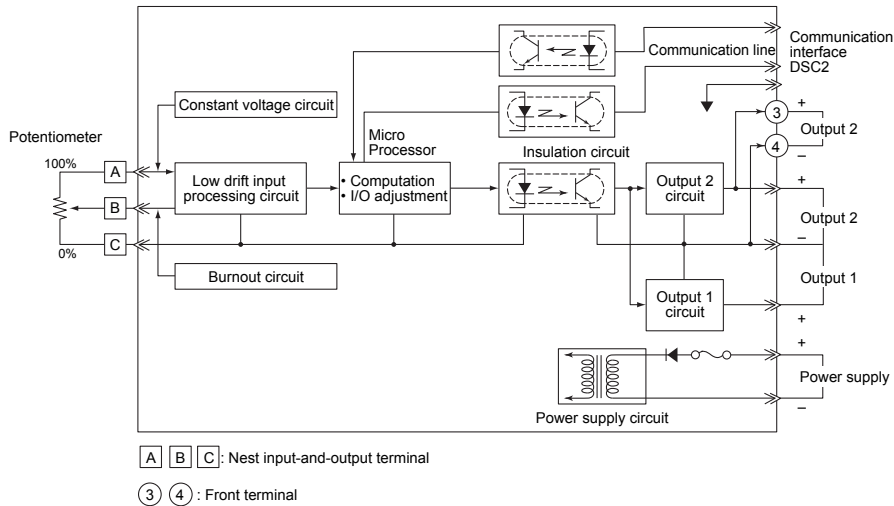 Communication line
Communication
interface
DSC2
Constant voltage circuit
Potentiometer
100%
A
B
C
0%
Low drift input
processing circuit
Burnout circuit
Micro
Processor
• Computation
• I/O adjustment
Insulation circuit
Output 2
circuit
Output 1
circuit
3
+
Output 2
4
–
+
Output 2
–
Output 1
+
+
Power supply
–
Power supply circuit
A B C : Nest input-and-output terminal
3 4 : Front terminal